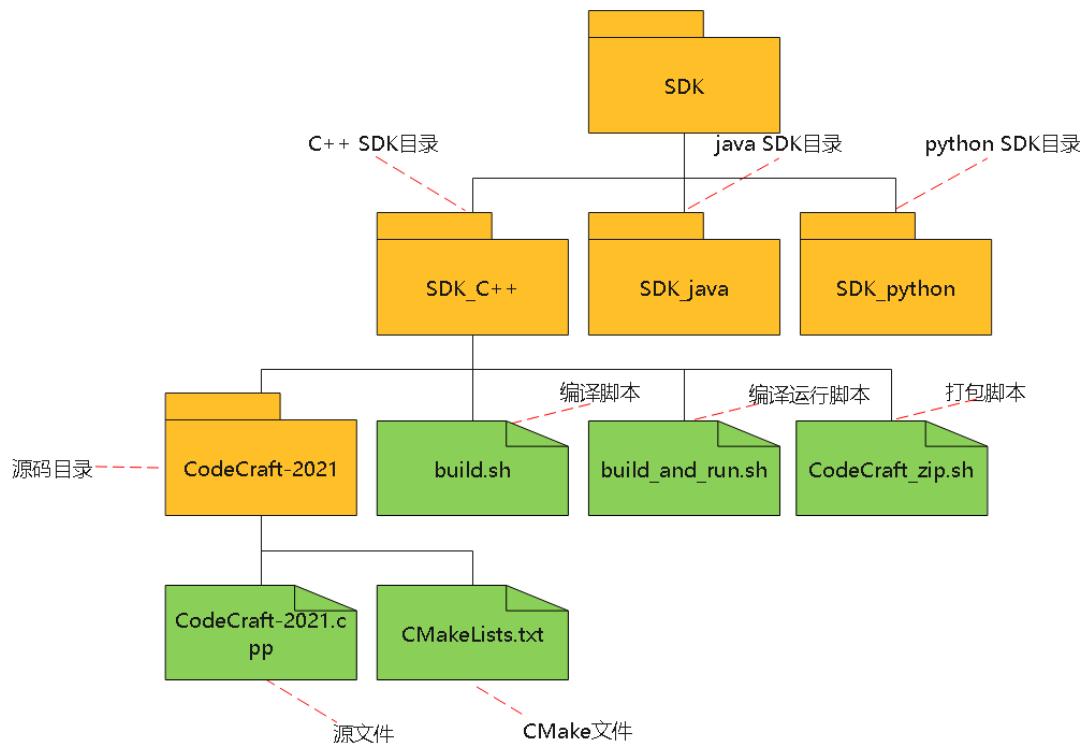 SDK
C++ SDK目录
java SDK目录
python SDK目录
SDK_C++
SDK_java
SDK_python
编译脚本
编译运行脚本
打包脚本
源码目录
CodeCraft-2021
build.sh
build_and_run.sh
CodeCraft_zip.sh
CodeCraft-2021.c
pp
CMakeLists.txt
源文件
CMake文件